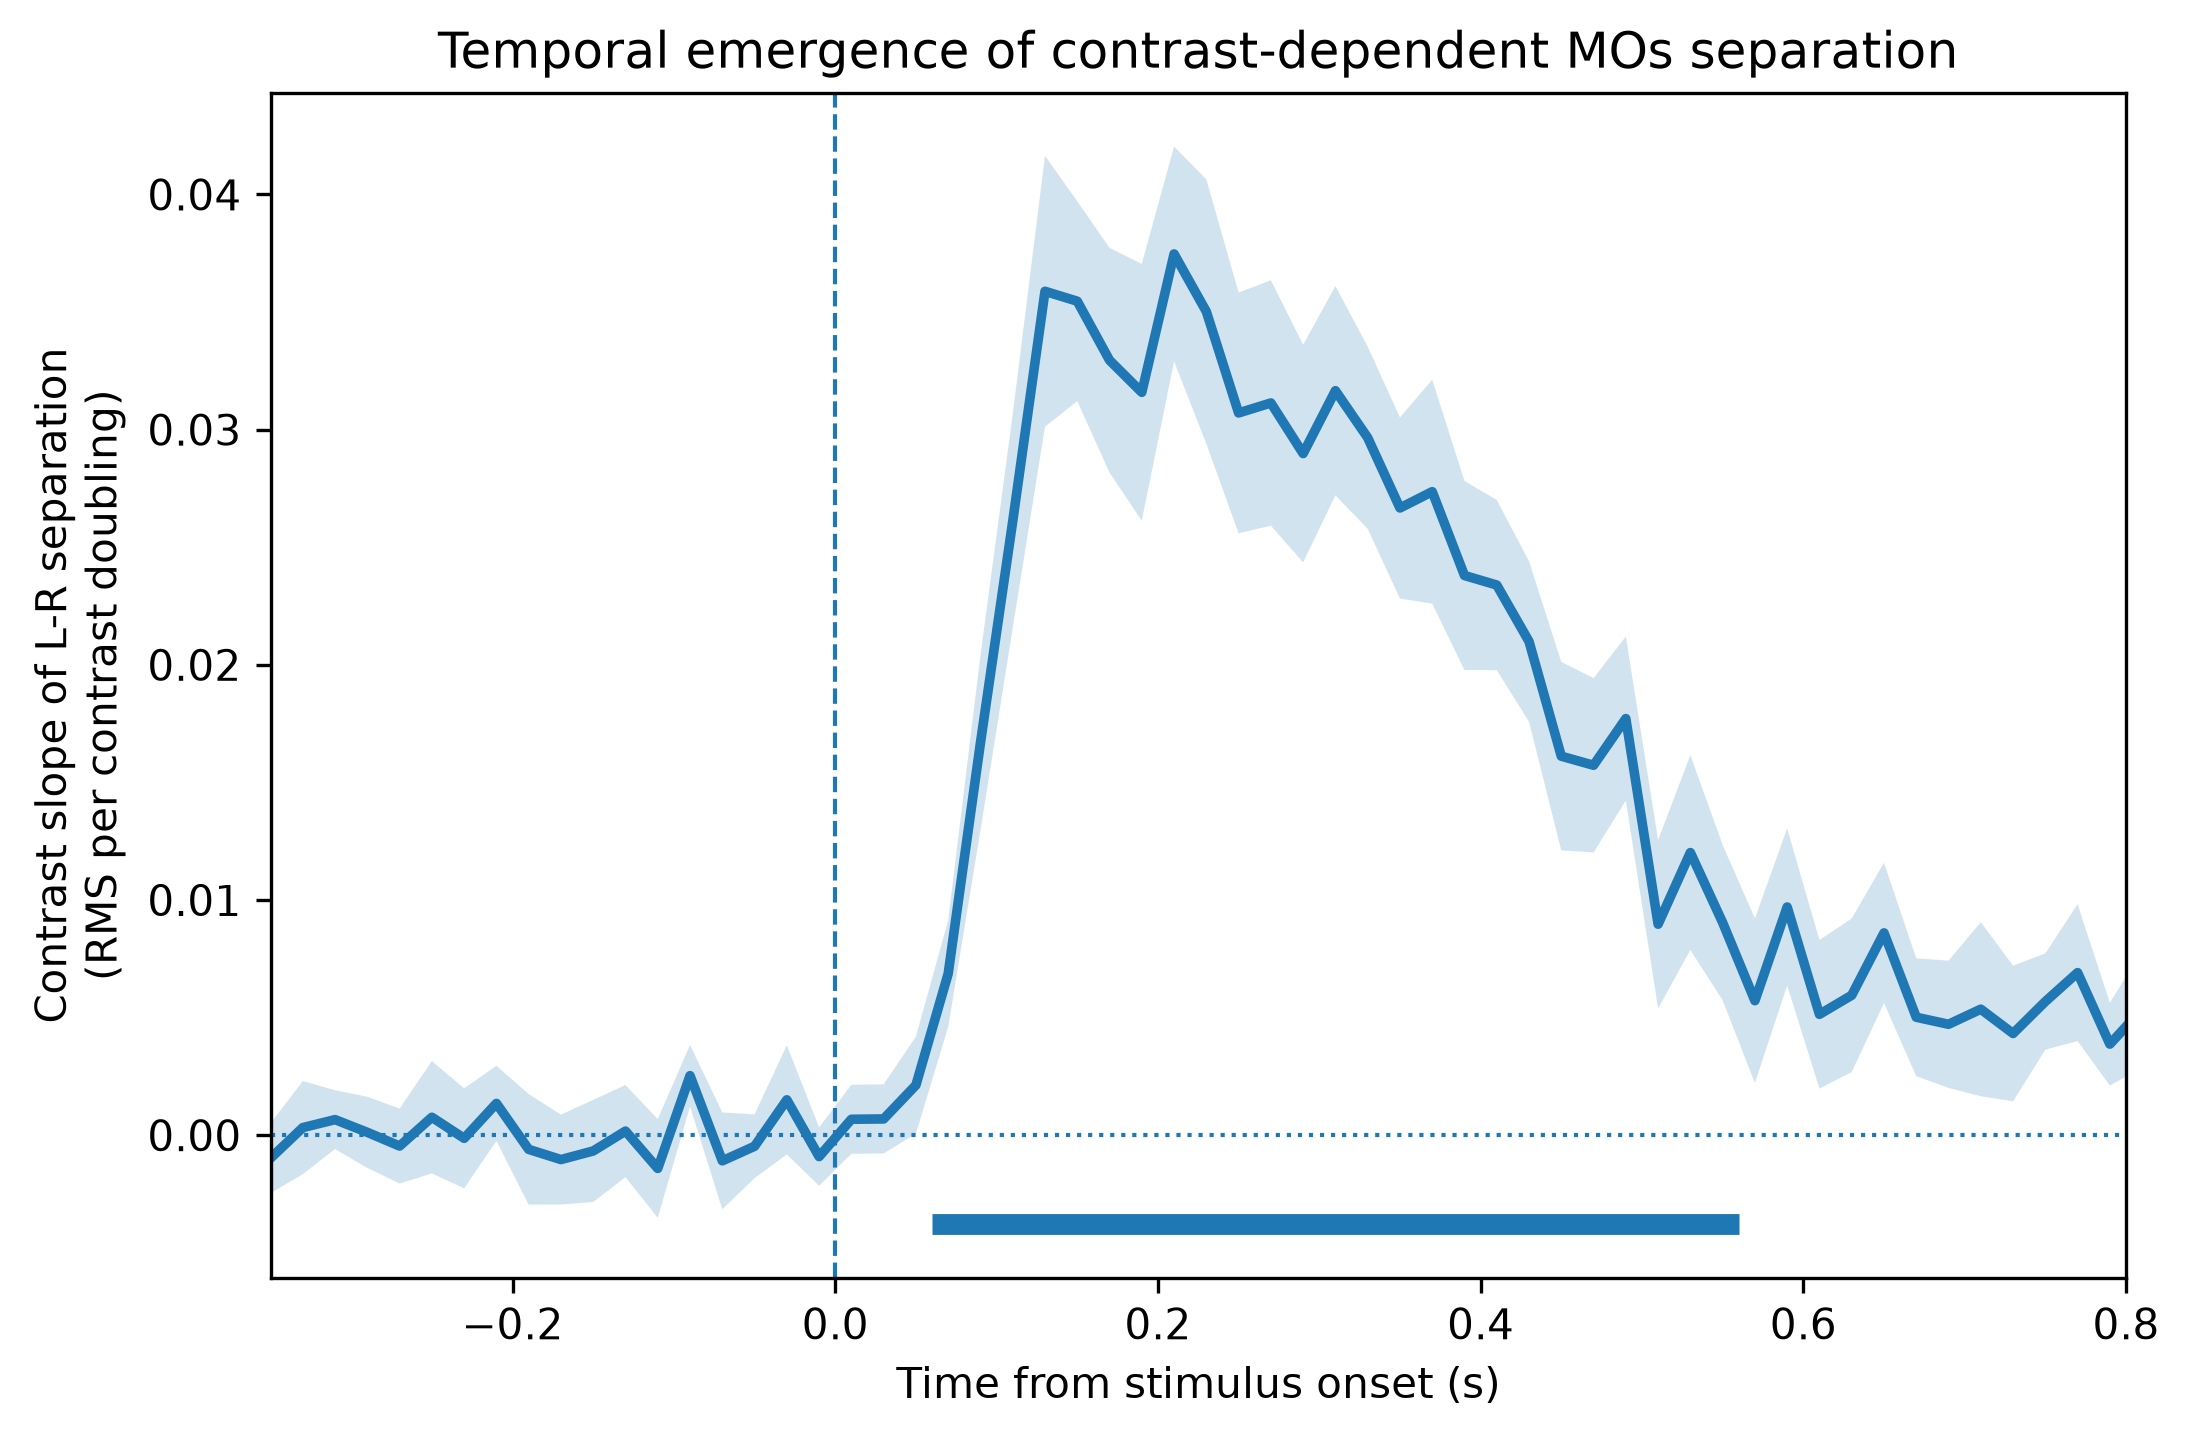 Temporal emergence of contrast-dependent MOs separation
Contrast slope of L-R separation
(RMS per contrast doubling)
0.04
0.03
0.02
0.01
0.00
−0.2
0.0
0.2
0.4
0.6
0.8
Time from stimulus onset (s)